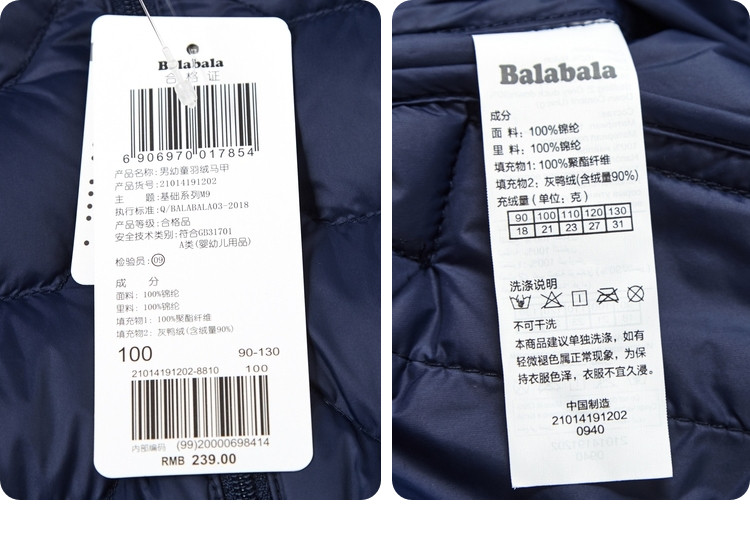 Balabala
合格证
6 906970 017854
产品名称: 男幼童羽绒马甲
产品货号: 21014191202
主 题: 基础系列M9
执行标准: Q/BALABALA03-2018
产品等级: 合格品
安全技术类别: 符合GB31701
A类(婴幼儿用品)
检验员: 09
成 分
面料: 100%锦纶
里料: 100%锦纶
填充物1: 100%聚酯纤维
填充物2: 灰鸭绒(含绒量90%)
100 90-130
21014191202-8810 100
内部编码 (99)20000698414
RMB 239.00
Balabala
成分
面 料: 100%锦纶
里 料: 100%锦纶
填充物1: 100%聚酯纤维
填充物2: 灰鸭绒(含绒量90%)
充绒量 (单位: 克)
90 100 110 120 130
18 21 23 27 31
洗涤说明
不可干洗
本商品建议单独洗涤, 如有
轻微褪色属正常现象, 为保
持衣服色泽, 衣服不宜久浸。
中国制造
21014191202
0940